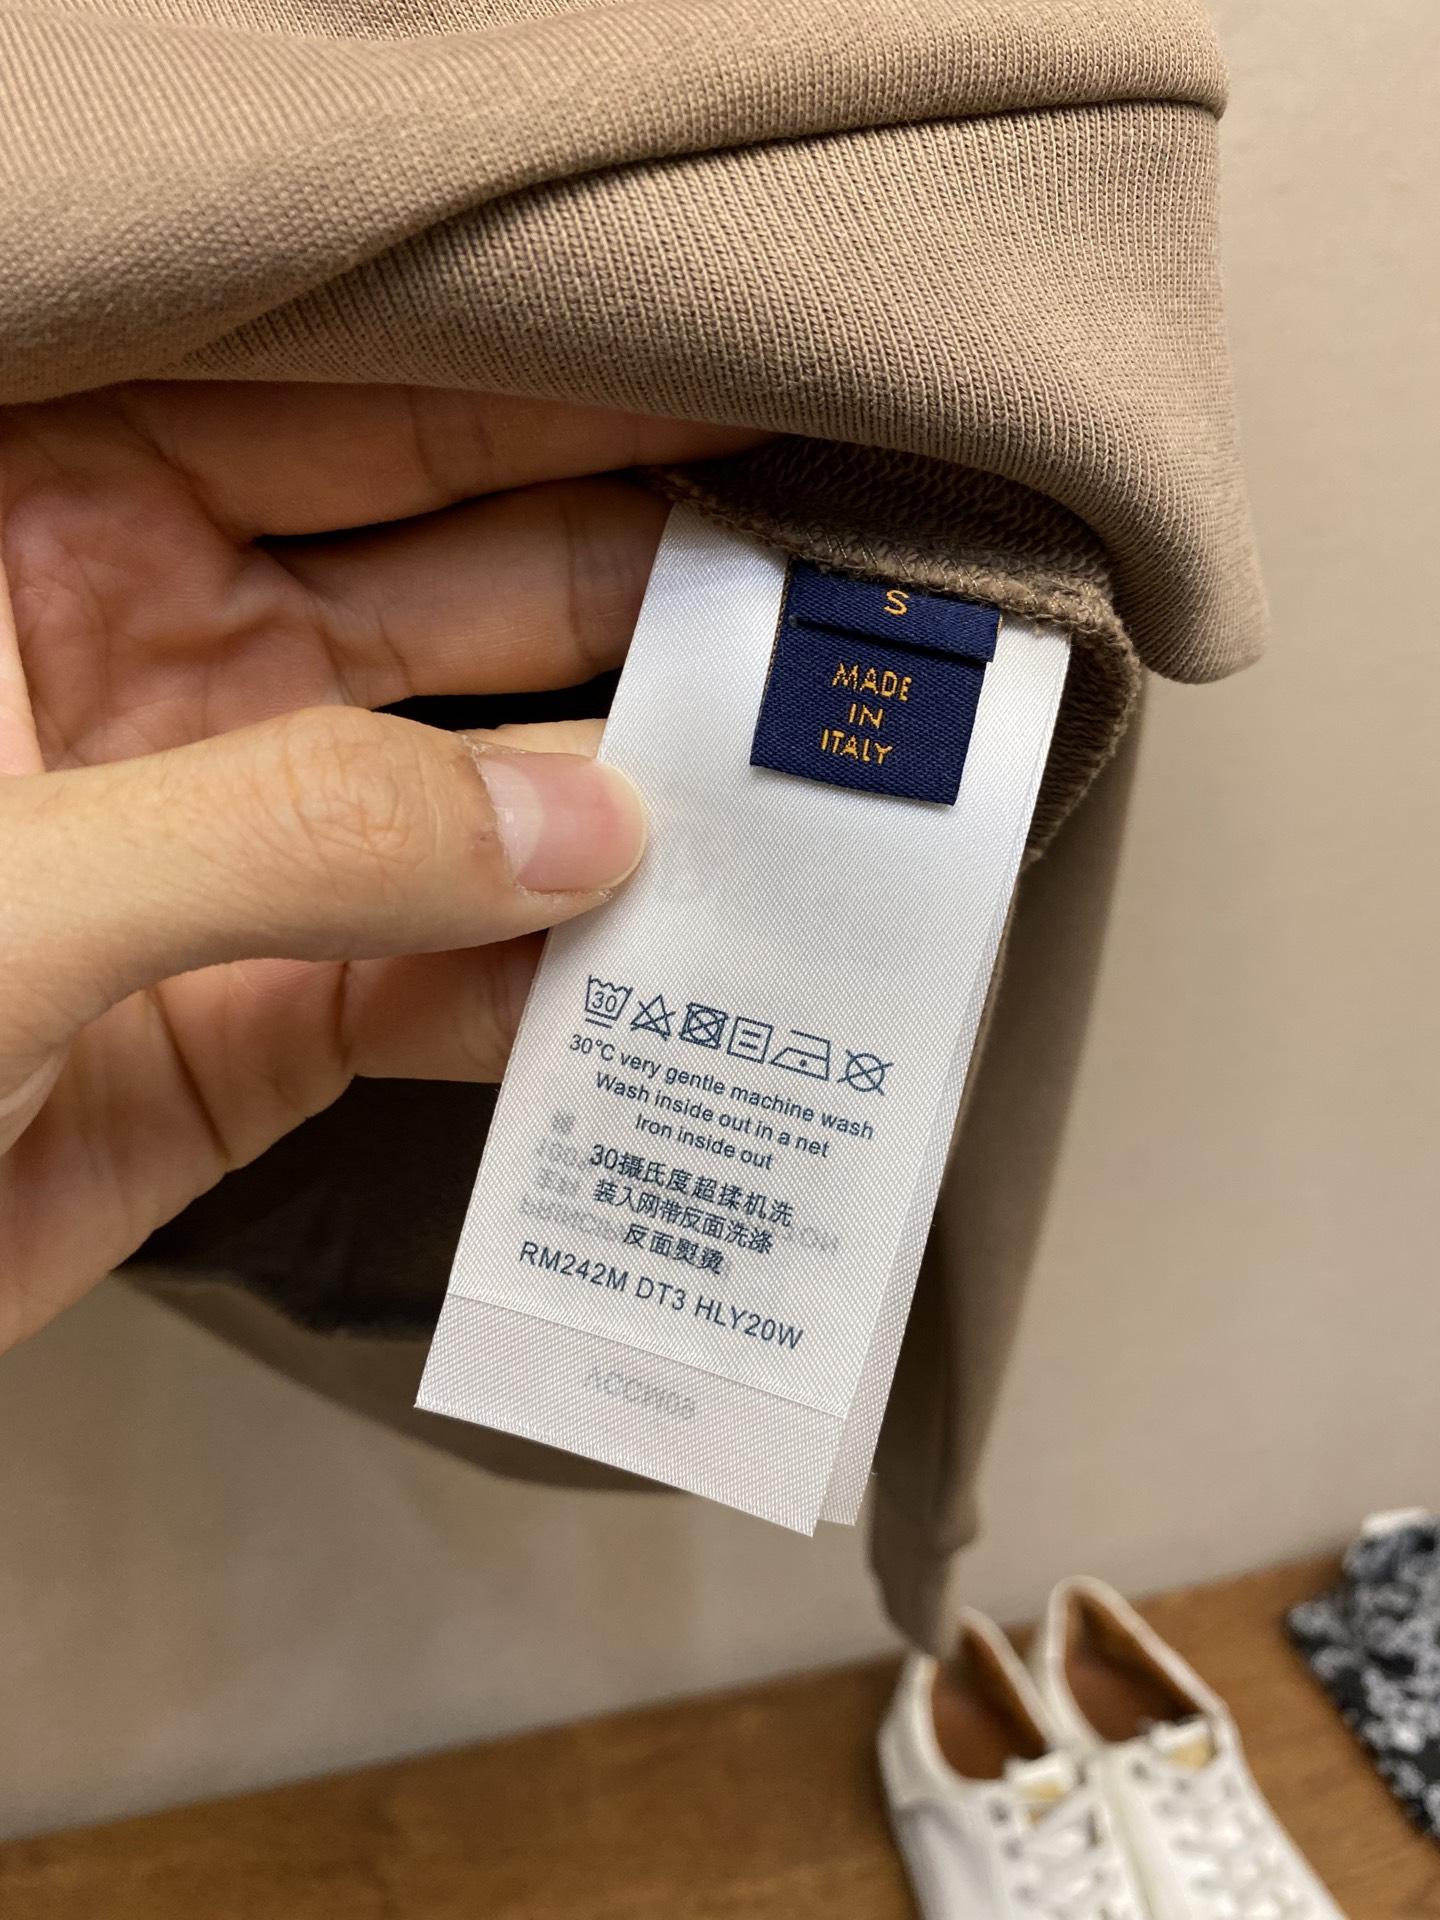 S
MADE
IN
ITALY
30
30°C very gentle machine wash
Wash inside out in a net
Iron inside out
30摄氏度超揉机洗
装入网带反面洗涤
反面熨烫
RM242M DT3 HLY20W